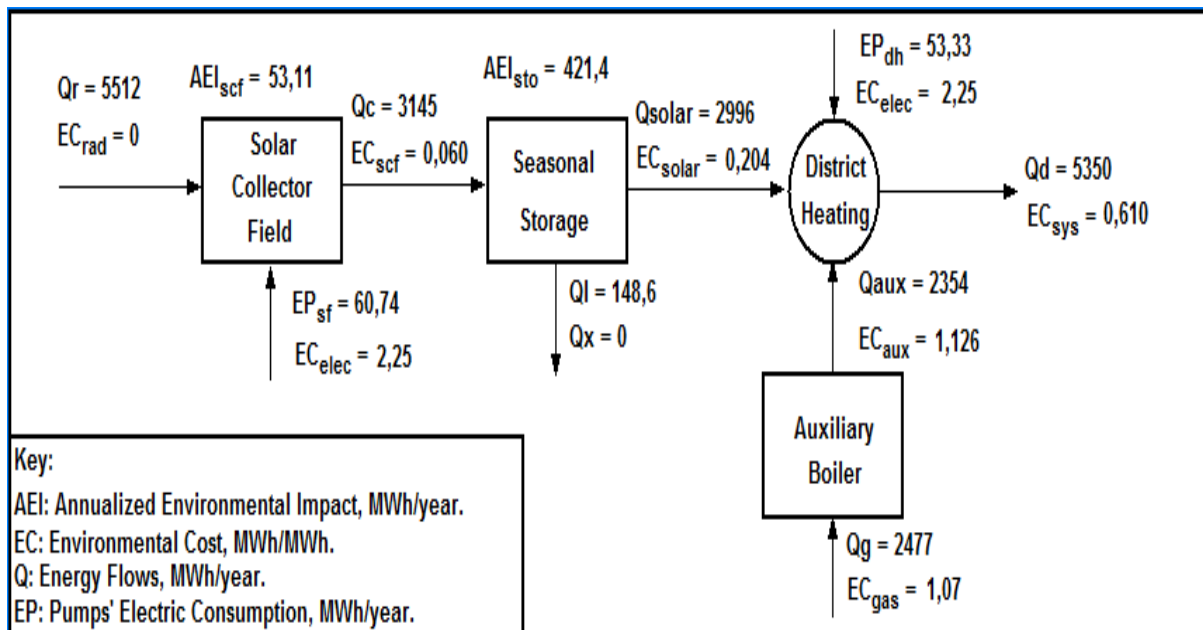 Qr = 5512
EC_rad = 0
AEI_scf = 53,11
Solar
Collector
Field
EP_sf = 60,74
EC_elec = 2,25
Qc = 3145
EC_scf = 0,060
AEI_sto = 421,4
Seasonal
Storage
Ql = 148,6
Qx = 0
Qsolar = 2996
EC_solar = 0,204
EP_dh = 53,33
EC_elec = 2,25
District
Heating
Qd = 5350
EC_sys = 0,610
Qaux = 2354
EC_aux = 1,126
Auxiliary
Boiler
Qg = 2477
EC_gas = 1,07
Key:
AEI: Annualized Environmental Impact, MWh/year.
EC: Environmental Cost, MWh/MWh.
Q: Energy Flows, MWh/year.
EP: Pumps' Electric Consumption, MWh/year.